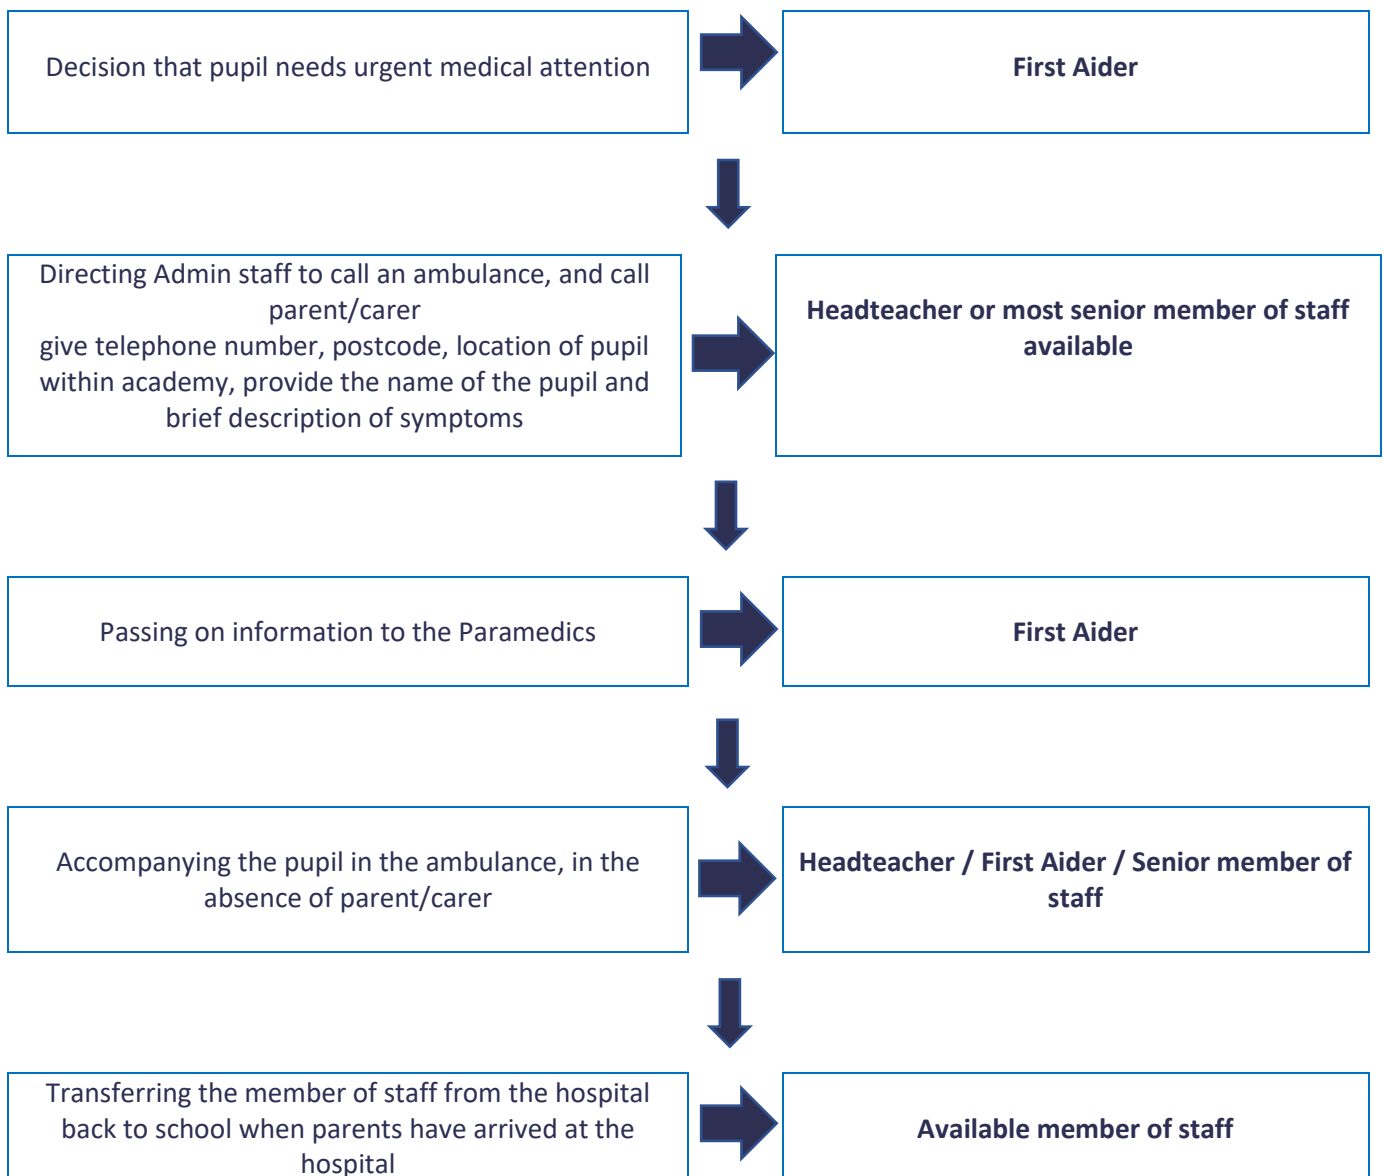 Decision that pupil needs urgent medical attention
First Aider
Directing Admin staff to call an ambulance, and call
parent/carer
give telephone number, postcode, location of pupil
within academy, provide the name of the pupil and
brief description of symptoms
Headteacher or most senior member of staff
available
Passing on information to the Paramedics
First Aider
Accompanying the pupil in the ambulance, in the
absence of parent/carer
Headteacher / First Aider / Senior member of
staff
Transferring the member of staff from the hospital
back to school when parents have arrived at the
hospital
Available member of staff